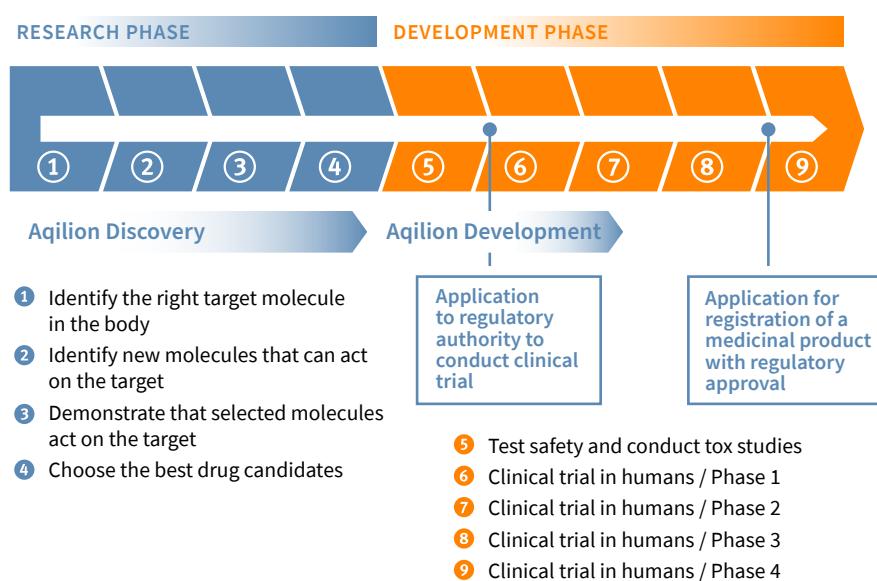 RESEARCH PHASE
DEVELOPMENT PHASE
1 2 3 4 5 6 7 8 9
Aqilion Discovery
Aqilion Development
1 Identify the right target molecule
in the body
2 Identify new molecules that can act
on the target
3 Demonstrate that selected molecules
act on the target
4 Choose the best drug candidates
Application
to regulatory
authority to
conduct clinical
trial
Application for
registration of a
medicinal product
with regulatory
approval
5 Test safety and conduct tox studies
6 Clinical trial in humans / Phase 1
7 Clinical trial in humans / Phase 2
8 Clinical trial in humans / Phase 3
9 Clinical trial in humans / Phase 4